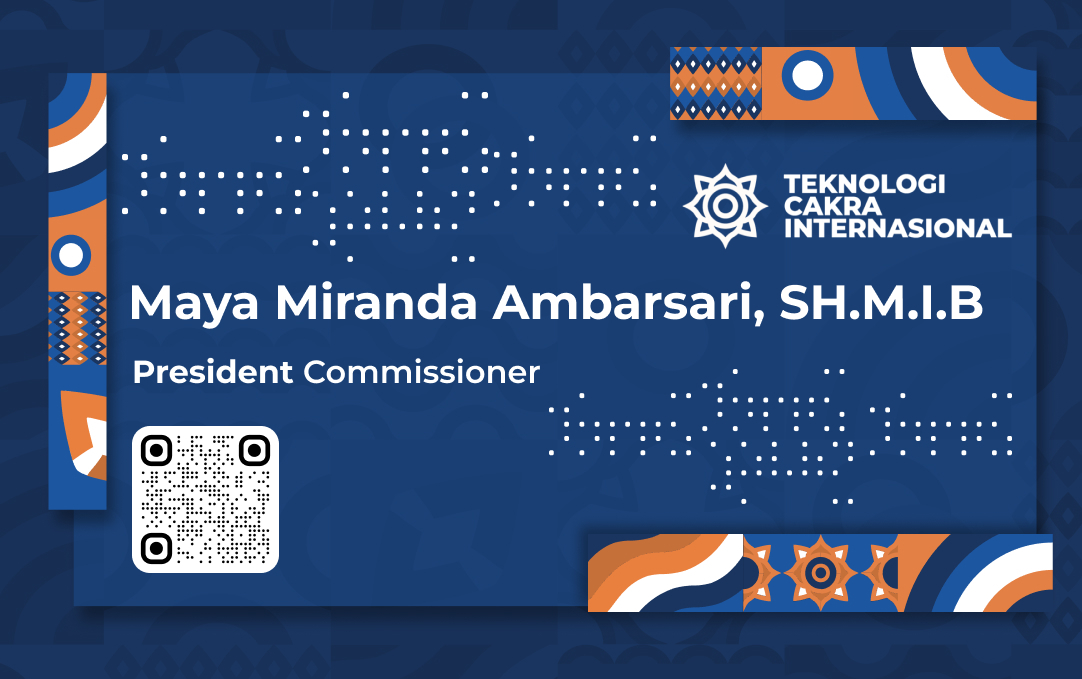 TEKNOLOGI
CAKRA
INTERNASIONAL
Maya Miranda Ambarsari, SH.M.I.B
President Commissioner